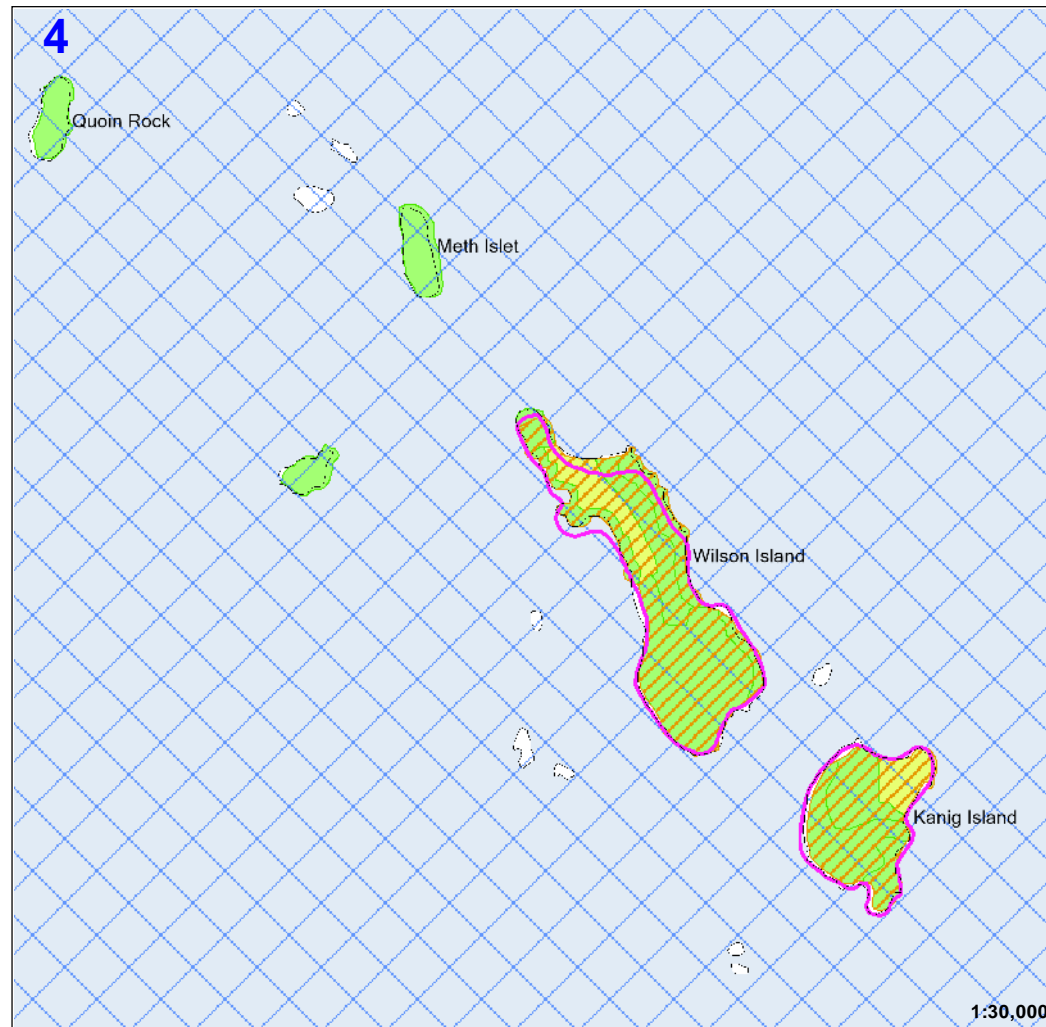 4
Quoin Rock
Meth Islet
Wilson Island
Kanig Island
1:30,000